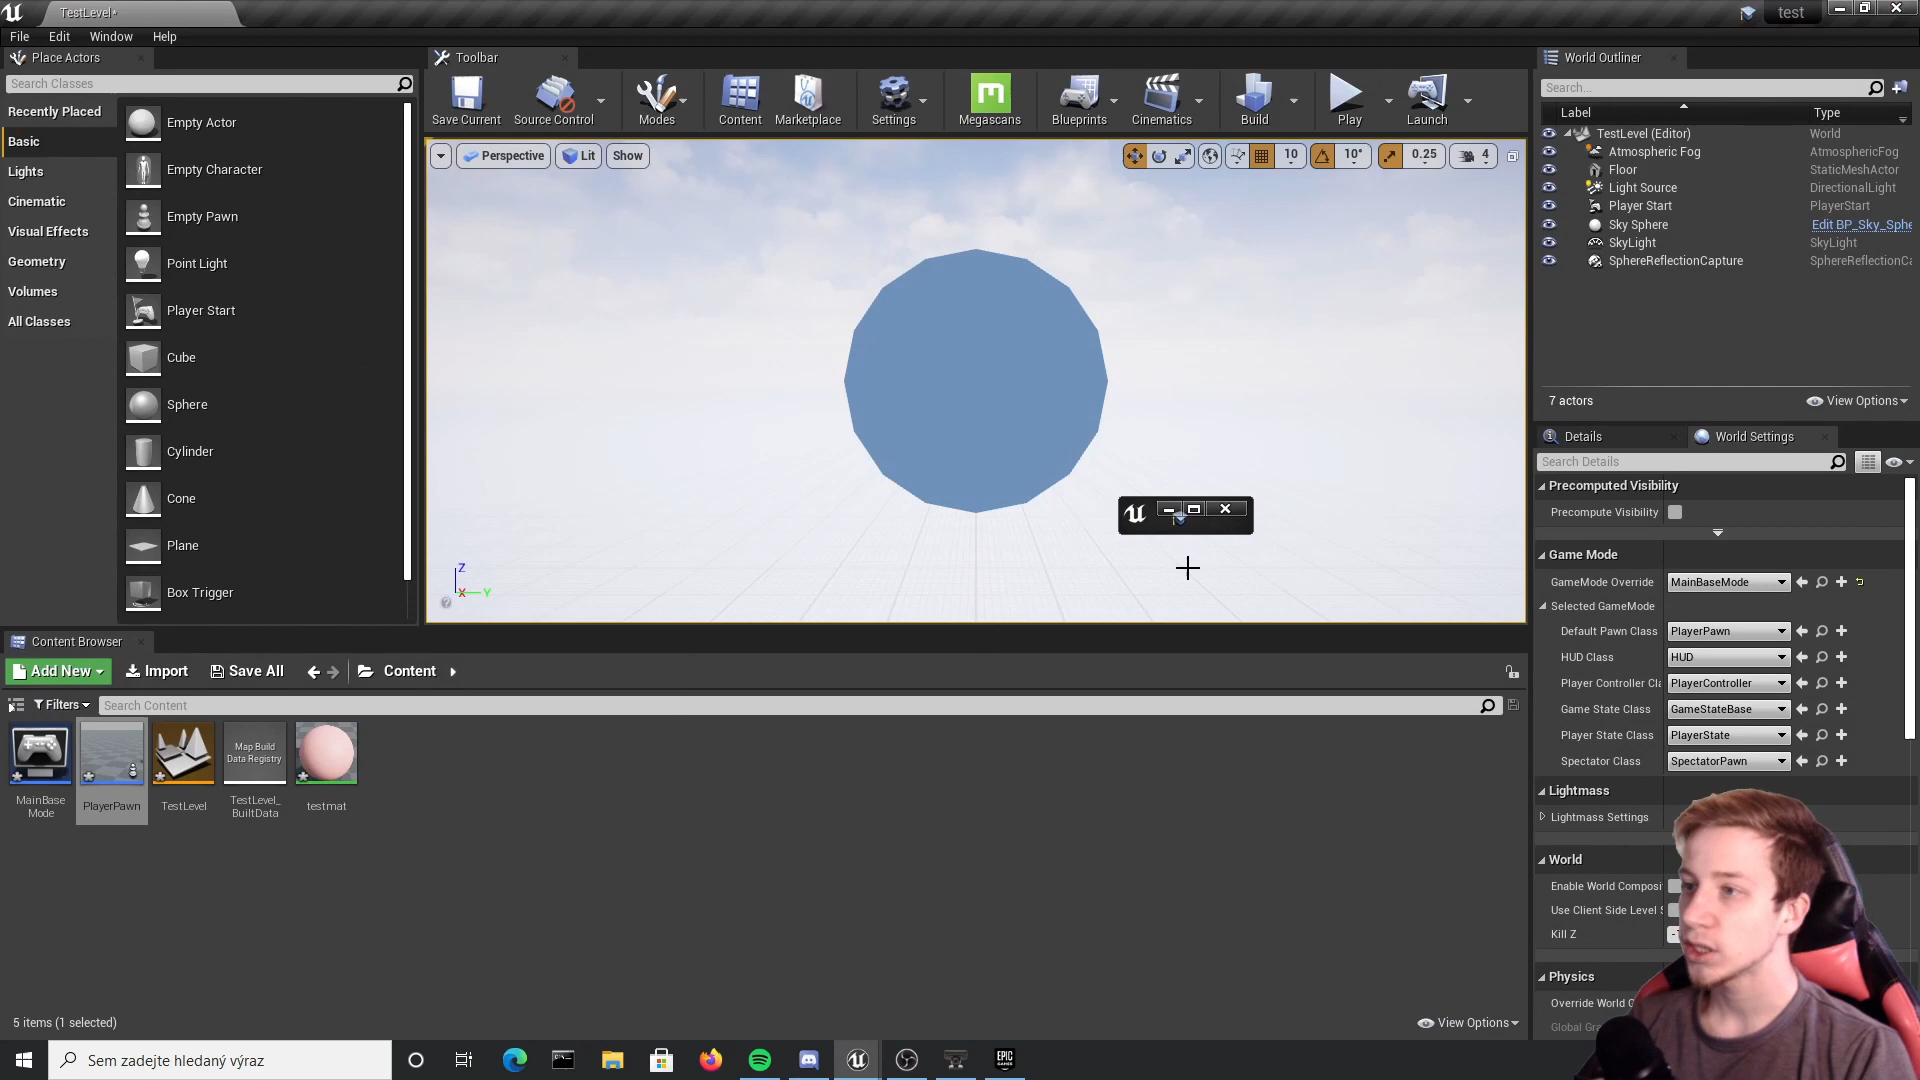 TestLevel*
test
File Edit Window Help
Place Actors
Search Classes
Recently Placed
Basic
Lights
Cinematic
Visual Effects
Geometry
Volumes
All Classes
Empty Actor
Empty Character
Empty Pawn
Point Light
Player Start
Cube
Sphere
Cylinder
Cone
Plane
Box Trigger
Toolbar
Save Current
Source Control
Modes
Content
Marketplace
Settings
Megascans
Blueprints
Cinematics
Build
Play
Launch
Perspective Lit Show
10 10° 0.25 4
Z
X Y
World Outliner
Search...
Label Type
TestLevel (Editor) World
Atmospheric Fog AtmosphericFog
Floor StaticMeshActor
Light Source DirectionalLight
Player Start PlayerStart
Sky Sphere Edit BP_Sky_Sphe
SkyLight SkyLight
SphereReflectionCapture SphereReflectionCa
7 actors View Options
Details World Settings
Search Details
Precomputed Visibility
Precompute Visibility
Game Mode
GameMode Override MainBaseMode
Selected GameMode
Default Pawn Class PlayerPawn
HUD Class HUD
Player Controller Cla PlayerController
Game State Class GameStateBase
Player State Class PlayerState
Spectator Class SpectatorPawn
Lightmass
Lightmass Settings
World
Enable World Composi
Use Client Side Level S
Kill Z
Physics
Override World G
Global Gra
Content Browser
Add New Import Save All Content
Filters Search Content
MainBase
Mode
PlayerPawn
TestLevel
Map Build
Data Registry
TestLevel_
BuiltData
testmat
5 items (1 selected) View Options
Sem zadejte hledaný výraz
EPIC
GAMES